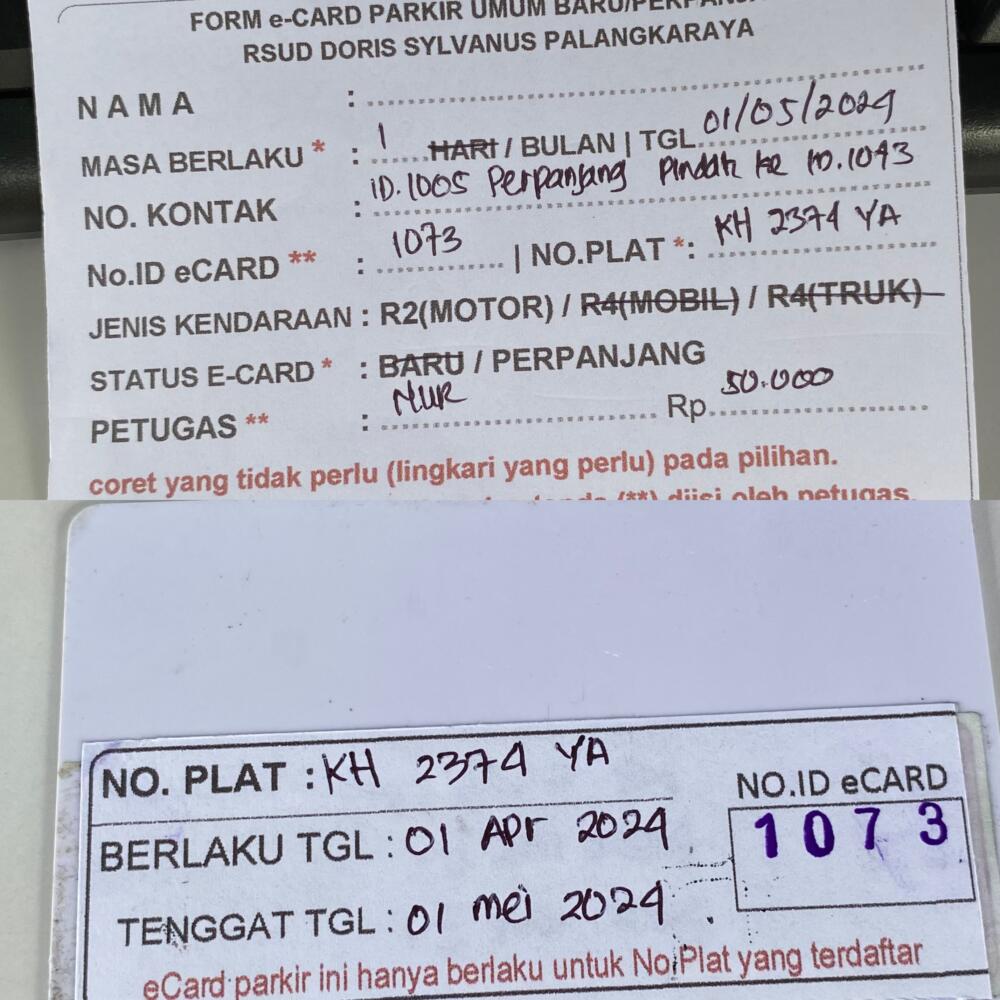 FORM e-CARD PARKIR UMUM BARU/
RSUD DORIS SYLVANUS PALANGKARAYA
NAMA :
MASA BERLAKU * : 1 HARI / BULAN | TGL 01/05/2024
NO. KONTAK : ID.1005 Perpanjang Pindah ke ID.1043
No.ID eCARD ** : 1073 | NO.PLAT *: KH 2374 YA
JENIS KENDARAAN : R2(MOTOR) / R4(MOBIL) / R4(TRUK)
STATUS E-CARD * : BARU / PERPANJANG
PETUGAS ** : NUR Rp 50.000
coret yang tidak perlu (lingkari yang perlu) pada pilihan.
(**) diisi oleh petugas.
NO. PLAT : KH 2374 YA
NO.ID eCARD
BERLAKU TGL : 01 Apr 2024
1073
TENGGAT TGL : 01 mei 2024
eCard parkir ini hanya berlaku untuk No.Plat yang terdaftar